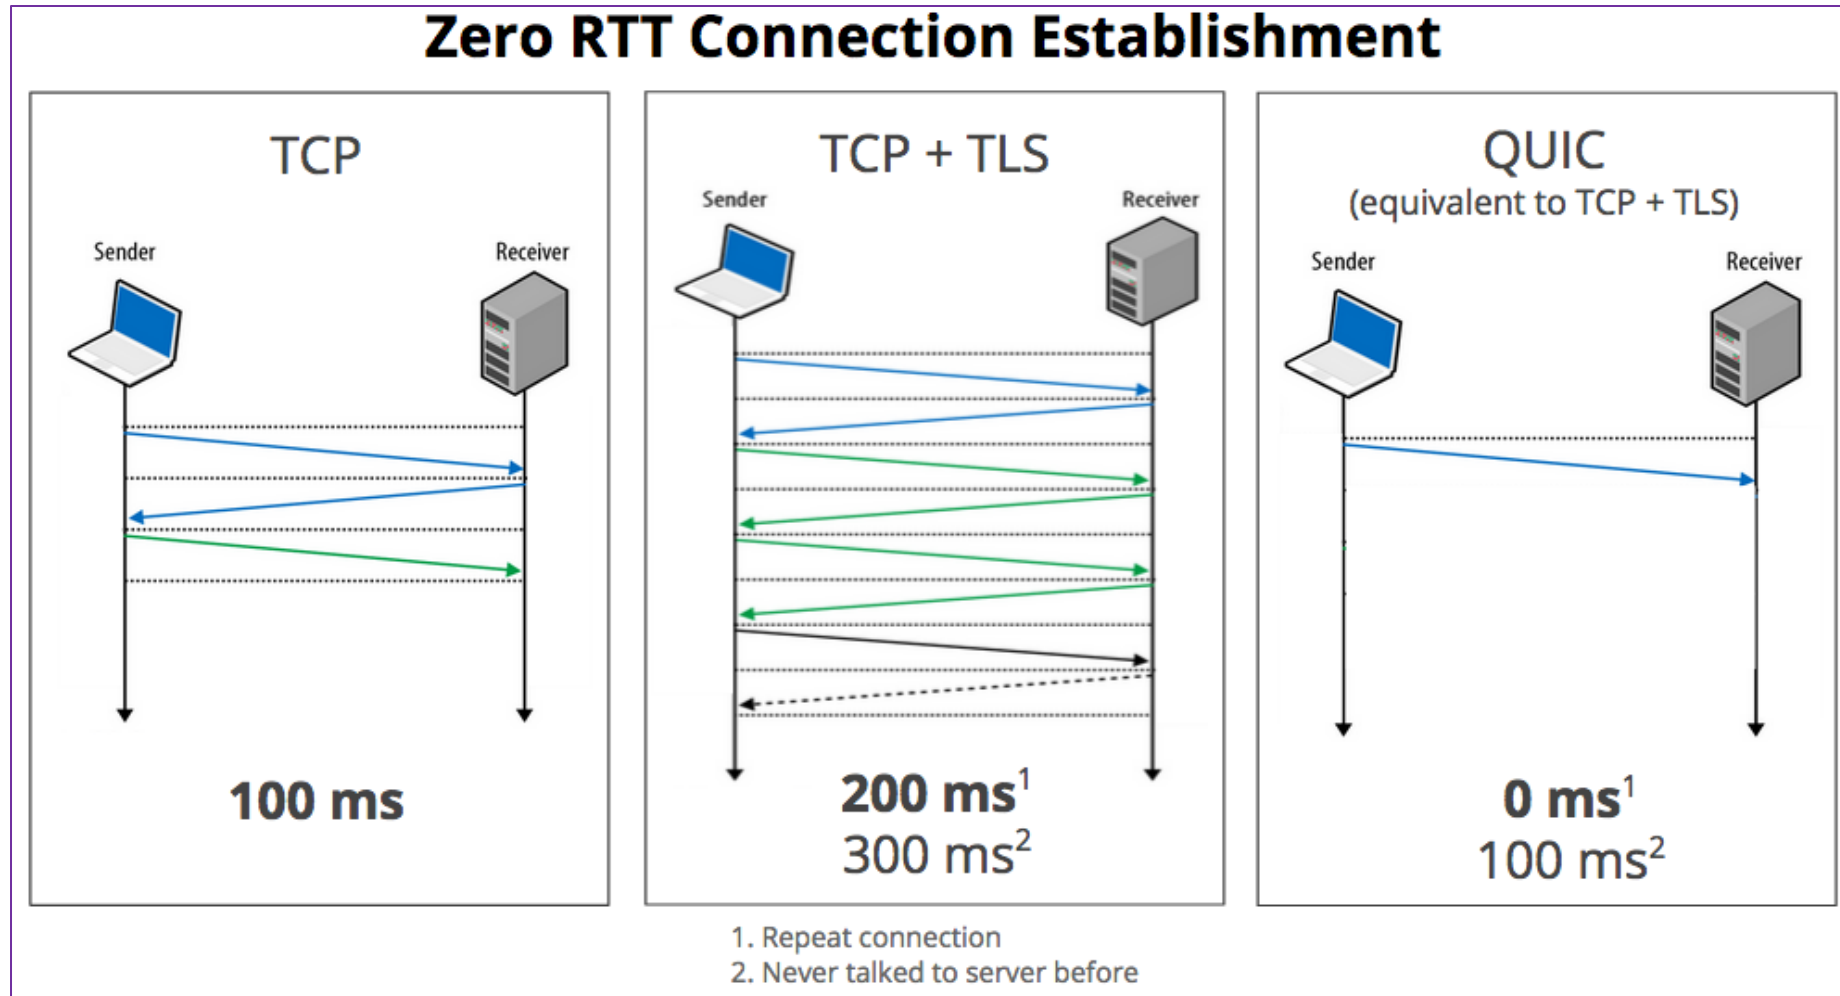 Zero RTT Connection Establishment
TCP
Sender
Receiver
100 ms
TCP + TLS
Sender
Receiver
200 ms¹
300 ms²
QUIC
(equivalent to TCP + TLS)
Sender
Receiver
0 ms¹
100 ms²
1. Repeat connection
2. Never talked to server before